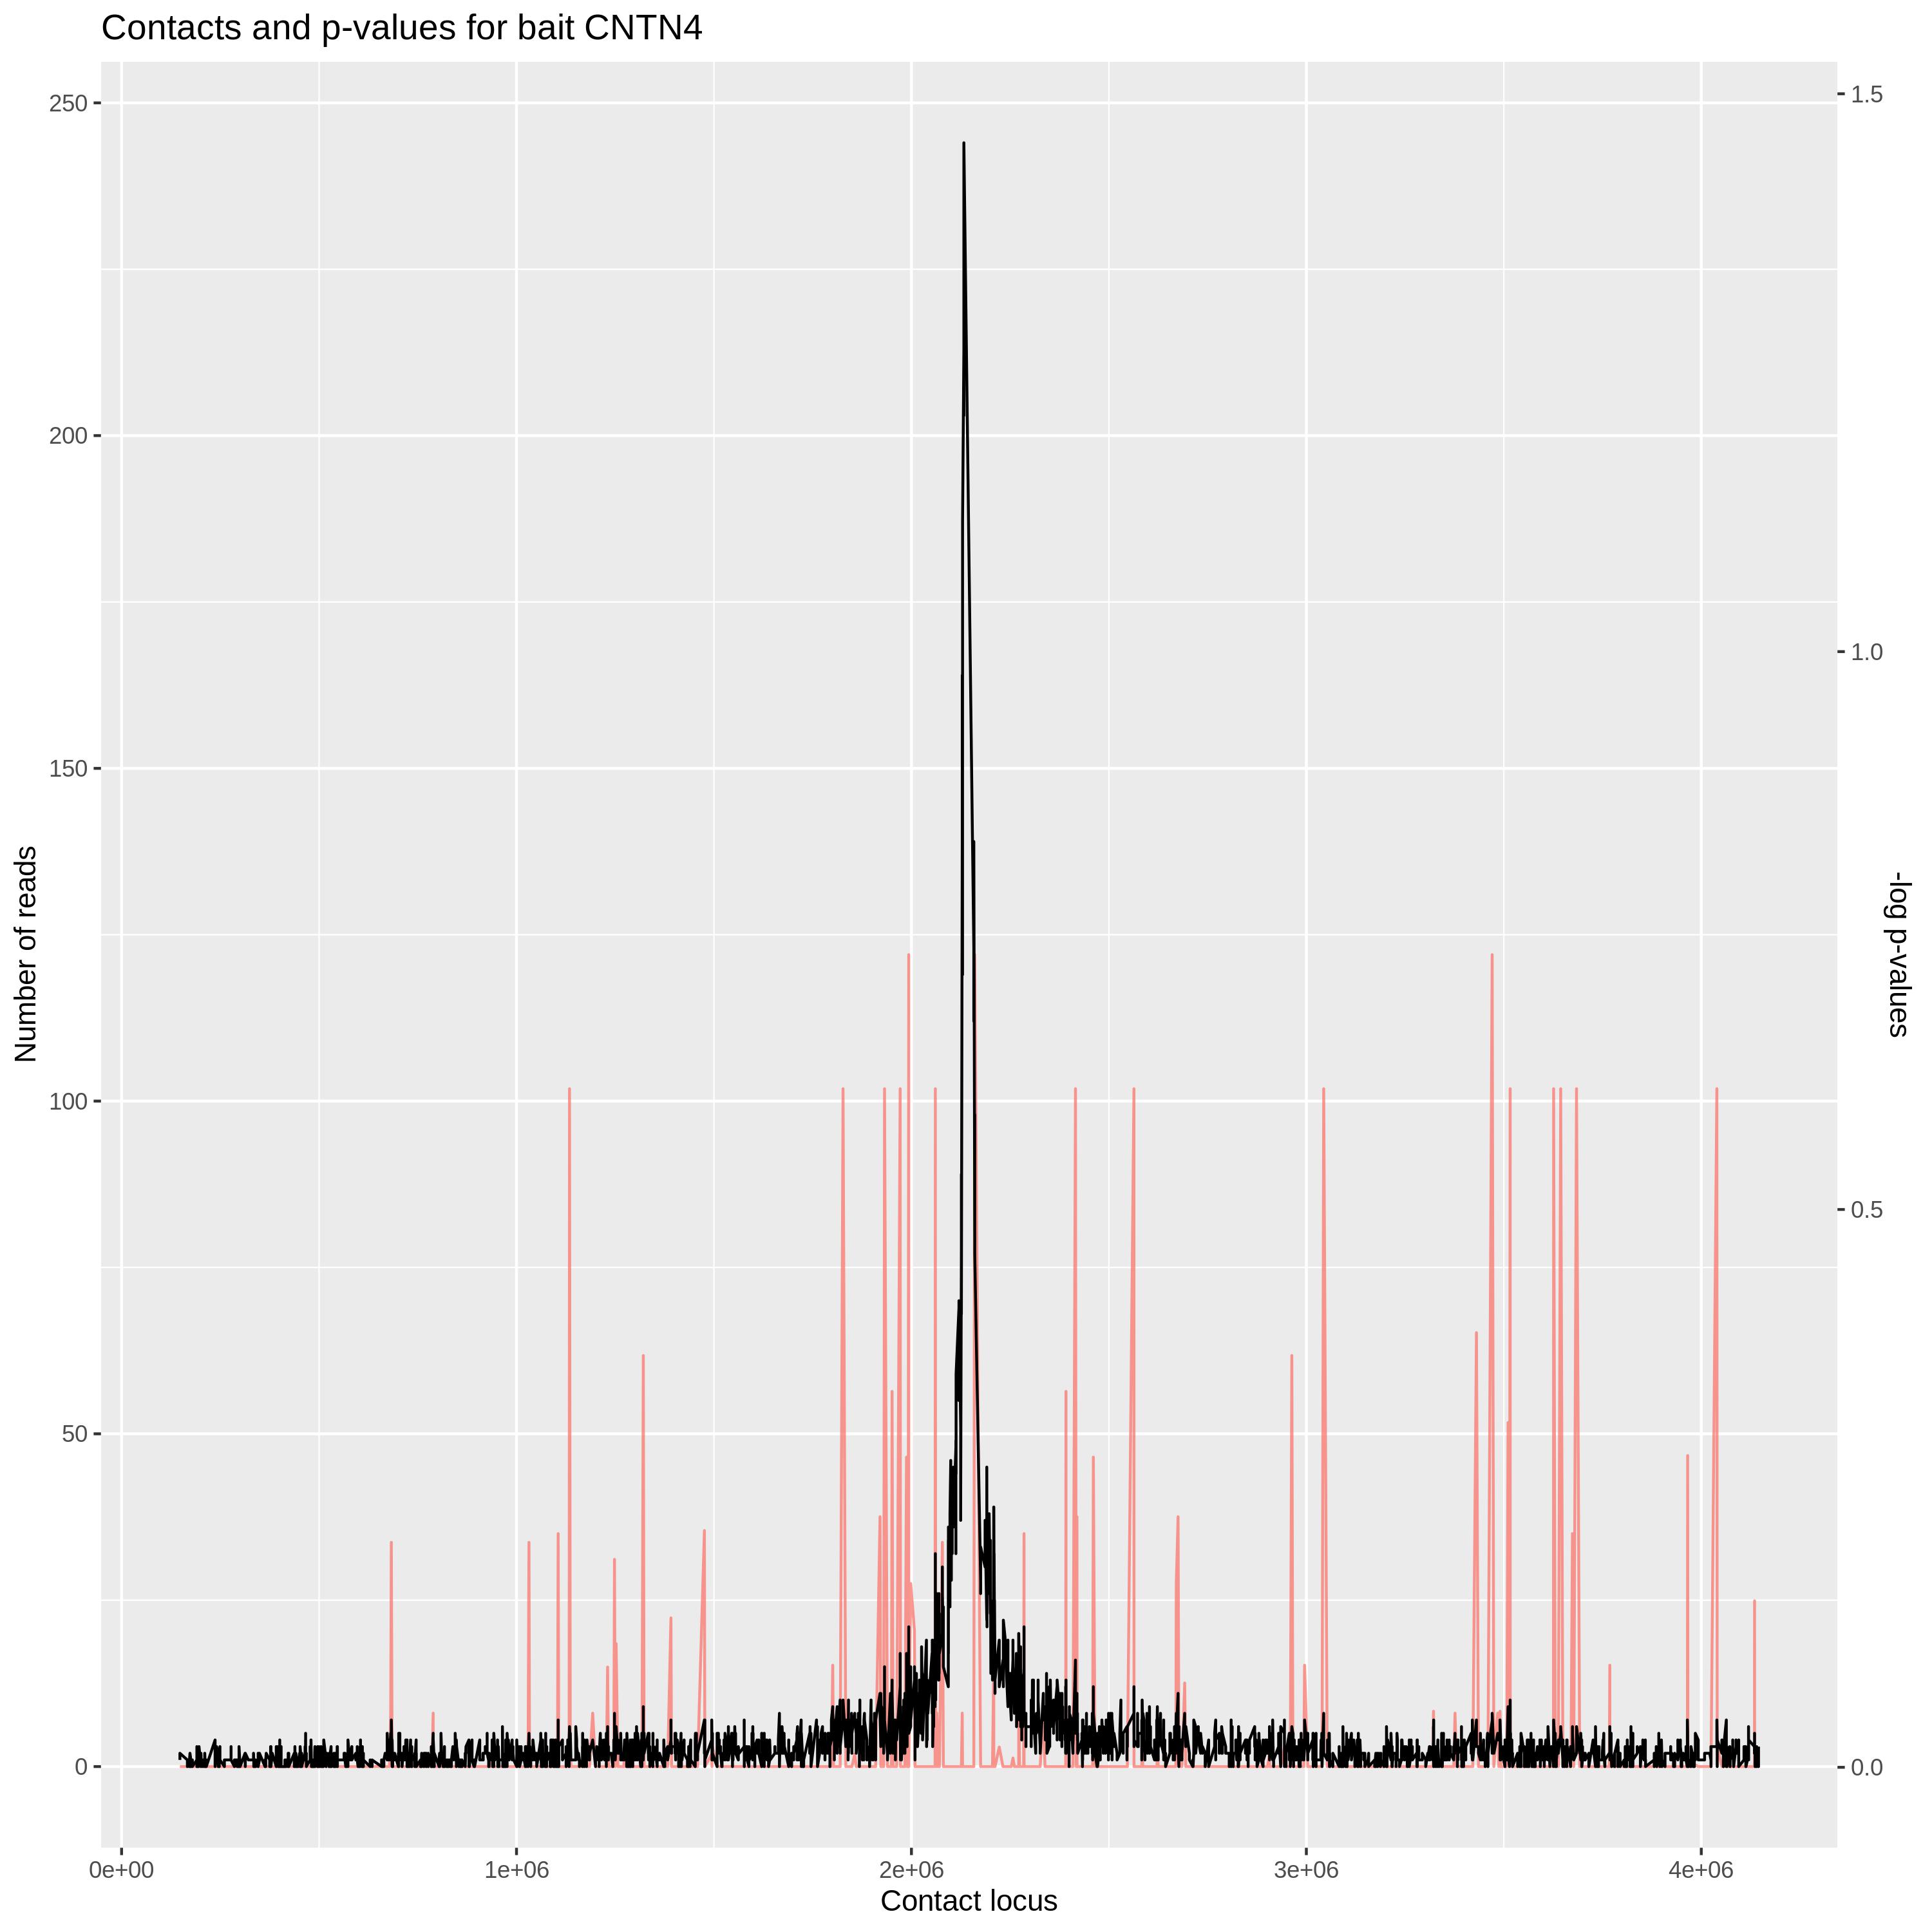 Contacts and p-values for bait CNTN4
250
200
150
100
50
0
Number of reads
1.5
1.0
0.5
0.0
-log p-values
0e+00 1e+06 2e+06 3e+06 4e+06
Contact locus